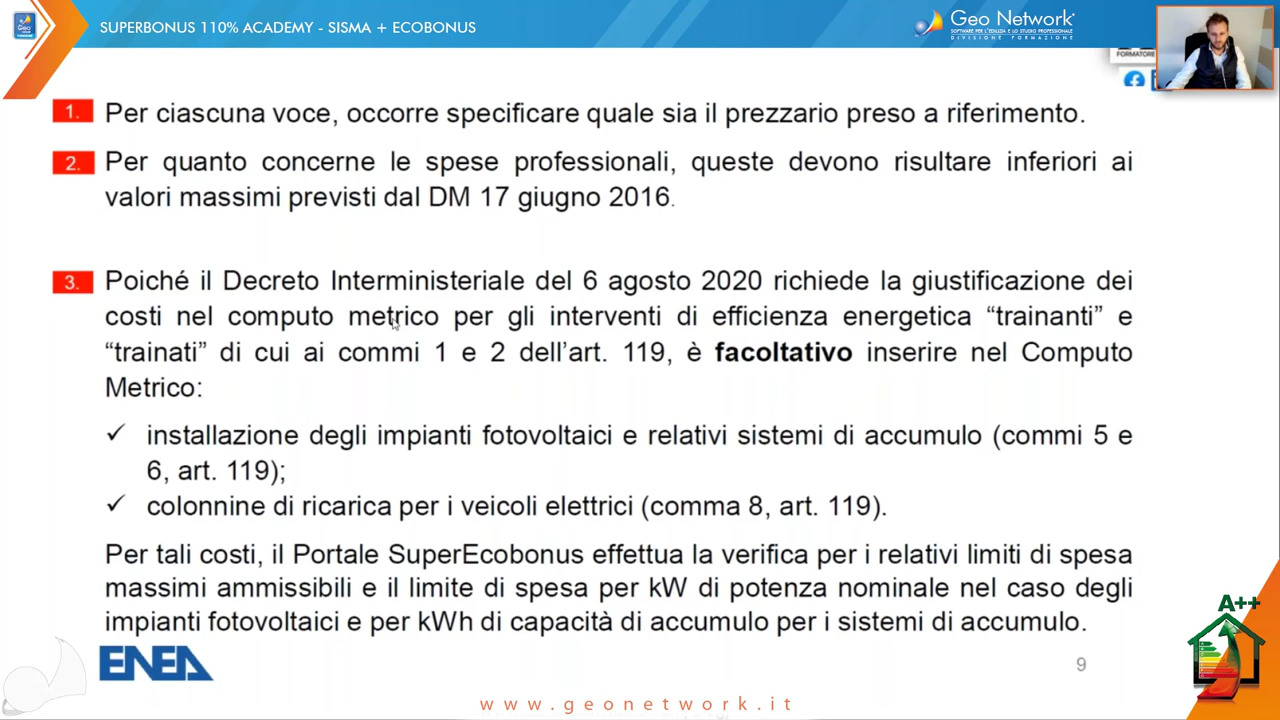 SUPERBONUS 110% ACADEMY - SISMA + ECOBONUS
Geo Network
SOFTWARE PER L'EDILIZIA E LO STUDIO PROFESSIONALE
DIVISIONE FORMAZIONE
FORMATORE
1. Per ciascuna voce, occorre specificare quale sia il prezzario preso a riferimento.
2. Per quanto concerne le spese professionali, queste devono risultare inferiori ai
valori massimi previsti dal DM 17 giugno 2016.
3. Poiché il Decreto Interministeriale del 6 agosto 2020 richiede la giustificazione dei
costi nel computo metrico per gli interventi di efficienza energetica “trainanti” e
“trainati” di cui ai commi 1 e 2 dell’art. 119, è facoltativo inserire nel Computo
Metrico:
✓ installazione degli impianti fotovoltaici e relativi sistemi di accumulo (commi 5 e
6, art. 119);
✓ colonnine di ricarica per i veicoli elettrici (comma 8, art. 119).
Per tali costi, il Portale SuperEcobonus effettua la verifica per i relativi limiti di spesa
massimi ammissibili e il limite di spesa per kW di potenza nominale nel caso degli
impianti fotovoltaici e per kWh di capacità di accumulo per i sistemi di accumulo.
A++
ENEA
9
www.geonetwork.it